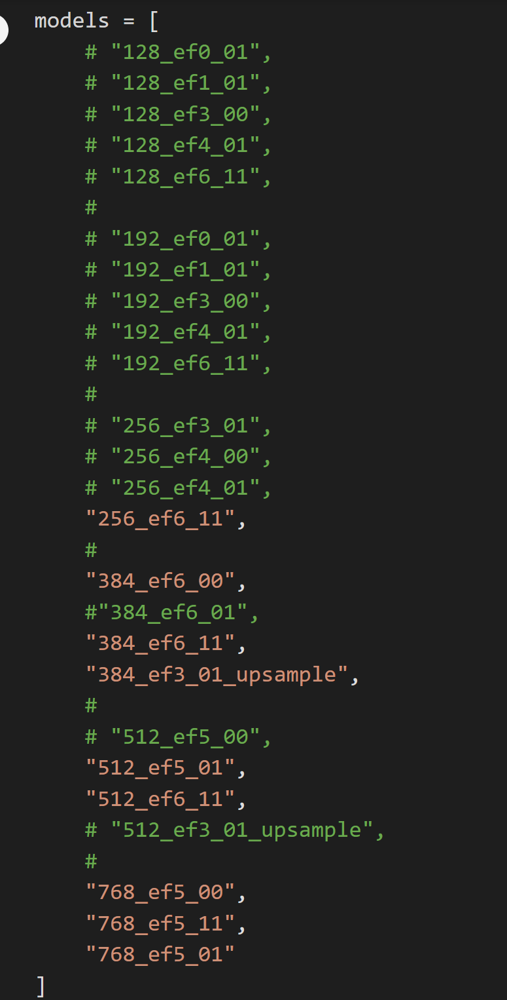 models = [
    # "128_ef0_01",
    # "128_ef1_01",
    # "128_ef3_00",
    # "128_ef4_01",
    # "128_ef6_11",
    #
    # "192_ef0_01",
    # "192_ef1_01",
    # "192_ef3_00",
    # "192_ef4_01",
    # "192_ef6_11",
    #
    # "256_ef3_01",
    # "256_ef4_00",
    # "256_ef4_01",
    "256_ef6_11",
    #
    "384_ef6_00",
    #"384_ef6_01",
    "384_ef6_11",
    "384_ef3_01_upsample",
    #
    # "512_ef5_00",
    "512_ef5_01",
    "512_ef6_11",
    # "512_ef3_01_upsample",
    #
    "768_ef5_00",
    "768_ef5_11",
    "768_ef5_01"
]